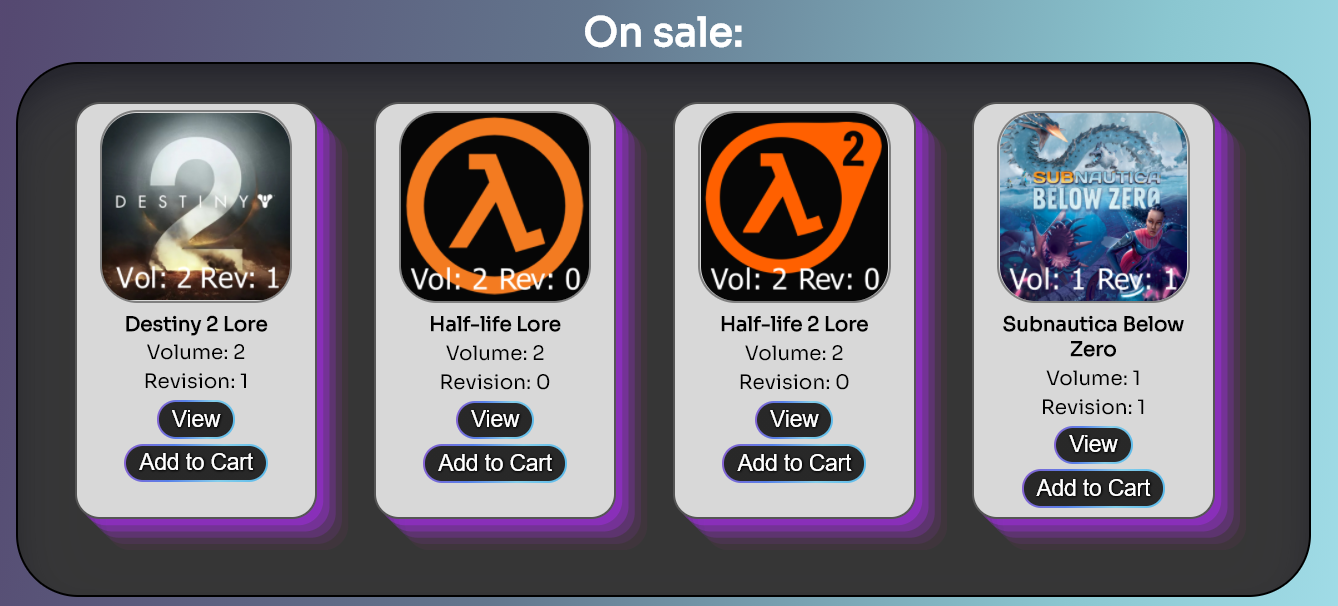 On sale:
2
DESTINY
Vol: 2 Rev: 1
Destiny 2 Lore
Volume: 2
Revision: 1
View
Add to Cart
λ
Vol: 2 Rev: 0
Half-life Lore
Volume: 2
Revision: 0
View
Add to Cart
λ 2
Vol: 2 Rev: 0
Half-life 2 Lore
Volume: 2
Revision: 0
View
Add to Cart
SUBNAUTICA
BELOW ZERO
Vol: 1 Rev: 1
Subnautica Below
Zero
Volume: 1
Revision: 1
View
Add to Cart